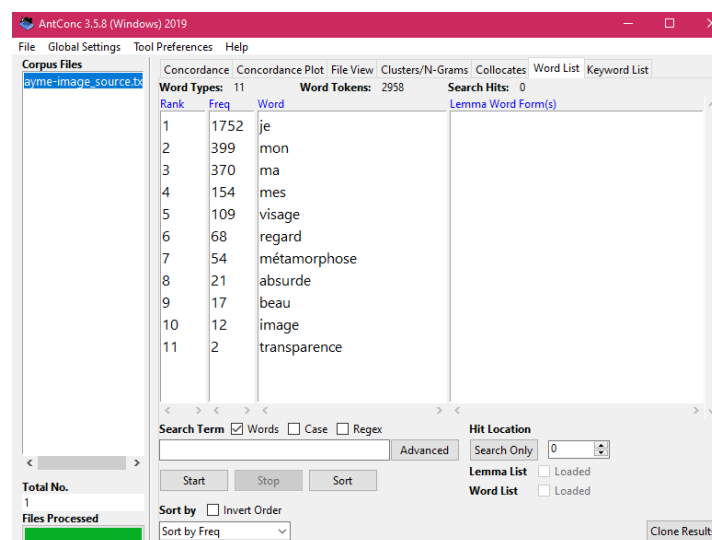 AntConc 3.5.8 (Windows) 2019
File Global Settings Tool Preferences Help
Corpus Files
ayme-image_source.tx
Concordance Concordance Plot File View Clusters/N-Grams Collocates Word List Keyword List
Word Types: 11 Word Tokens: 2958 Search Hits: 0
Rank Freq Word Lemma Word Form(s)
1 1752 je
2 399 mon
3 370 ma
4 154 mes
5 109 visage
6 68 regard
7 54 métamorphose
8 21 absurde
9 17 beau
10 12 image
11 2 transparence
Search Term Words Case Regex Hit Location
Advanced Search Only 0
Start Stop Sort Lemma List Loaded
Word List Loaded
Total No.
1
Files Processed
Sort by Invert Order
Sort by Freq Clone Result